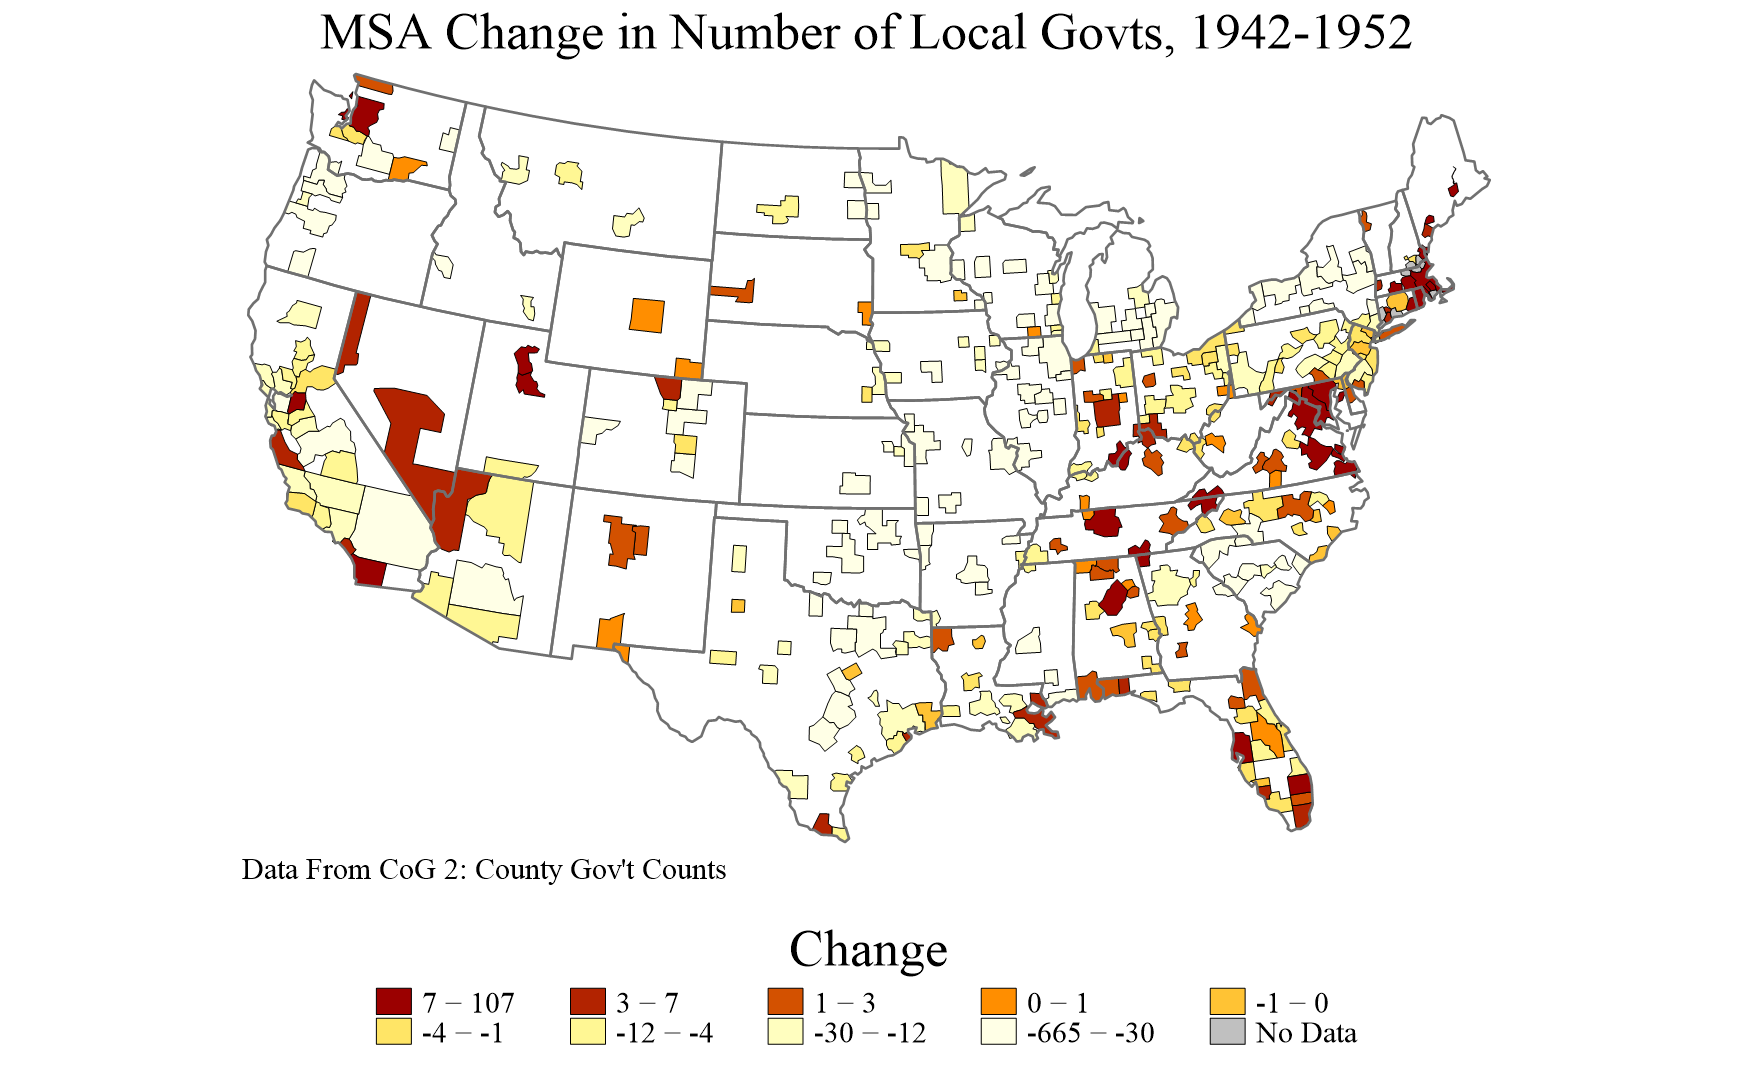 MSA Change in Number of Local Govts, 1942-1952
Data From CoG 2: County Gov't Counts
Change
7 – 107
3 – 7
1 – 3
0 – 1
-1 – 0
-4 – -1
-12 – -4
-30 – -12
-665 – -30
No Data